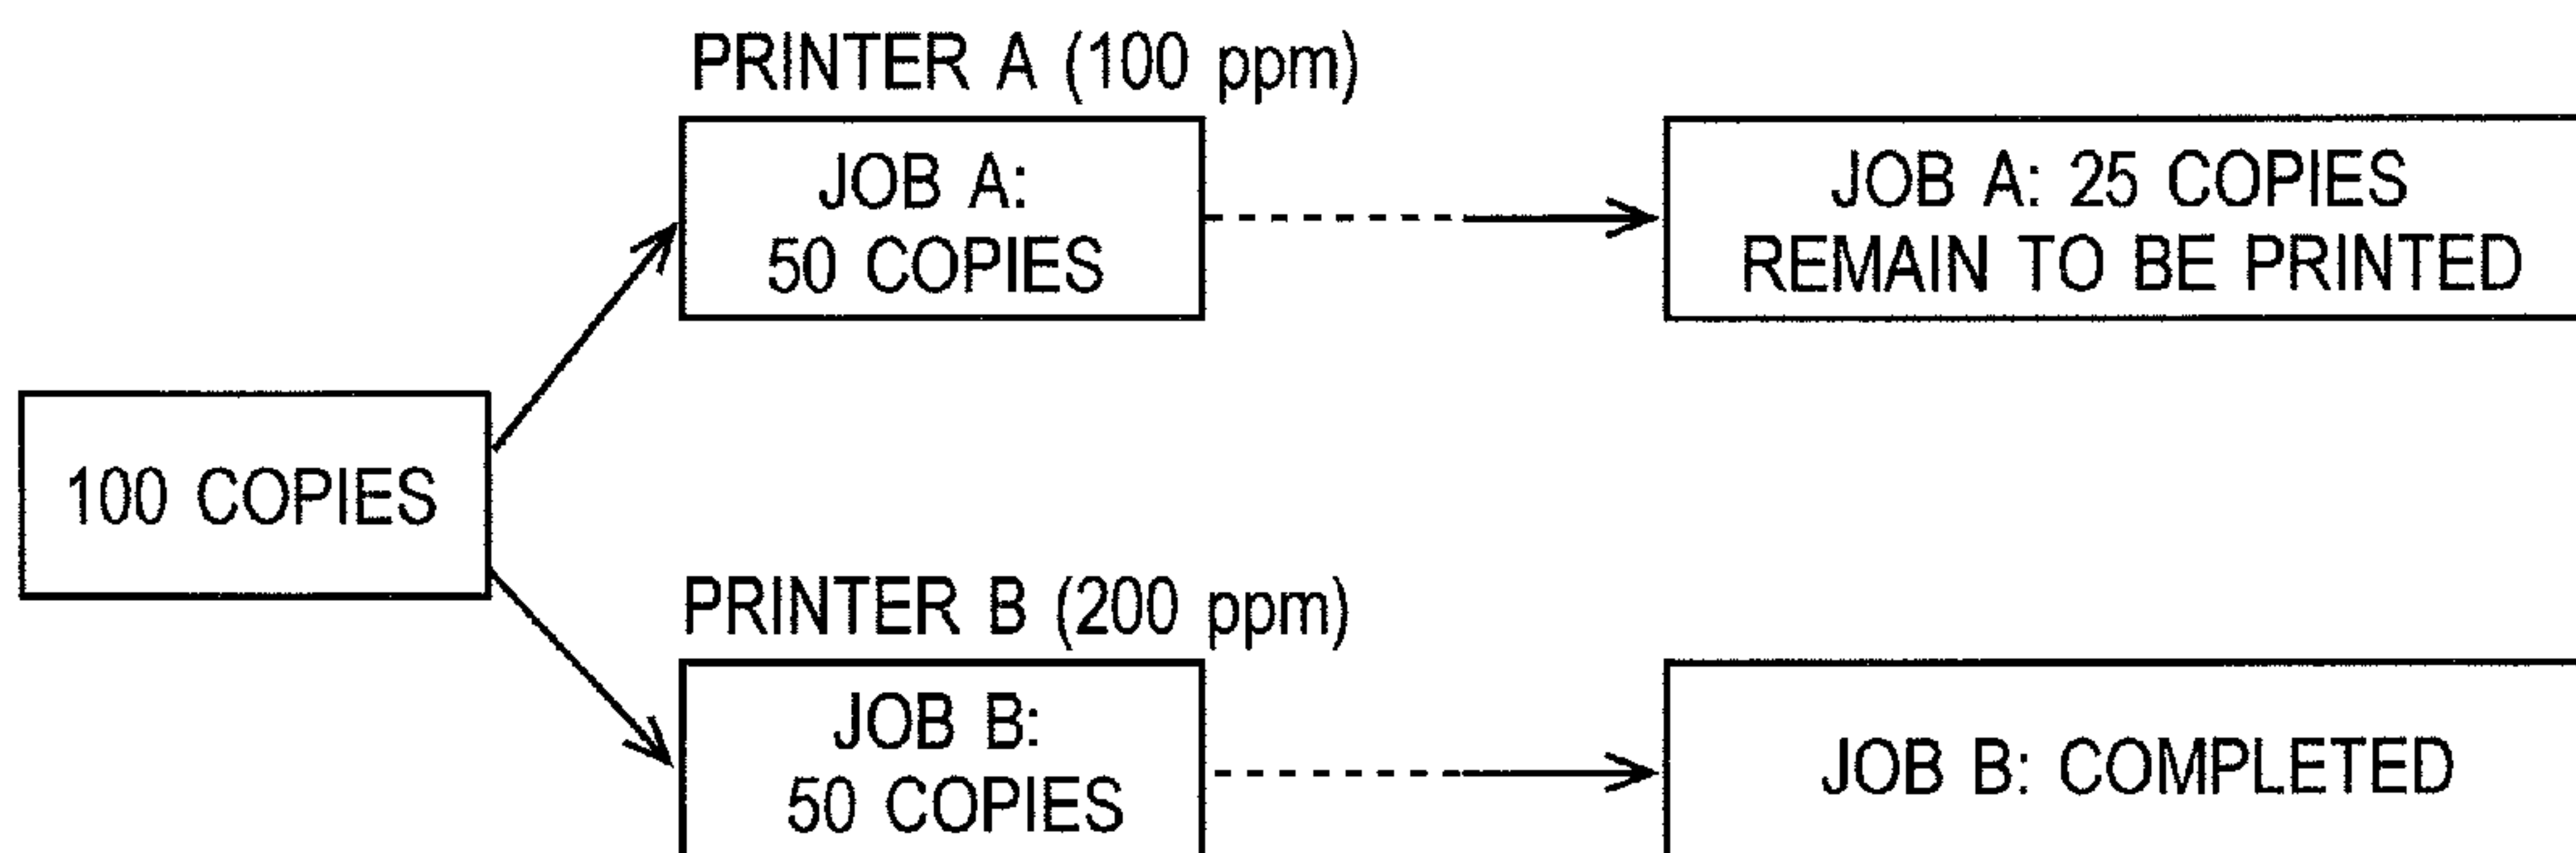 PRINTER A (100 ppm)
JOB A:
50 COPIES
JOB A: 25 COPIES
REMAIN TO BE PRINTED
100 COPIES
PRINTER B (200 ppm)
JOB B:
50 COPIES
JOB B: COMPLETED